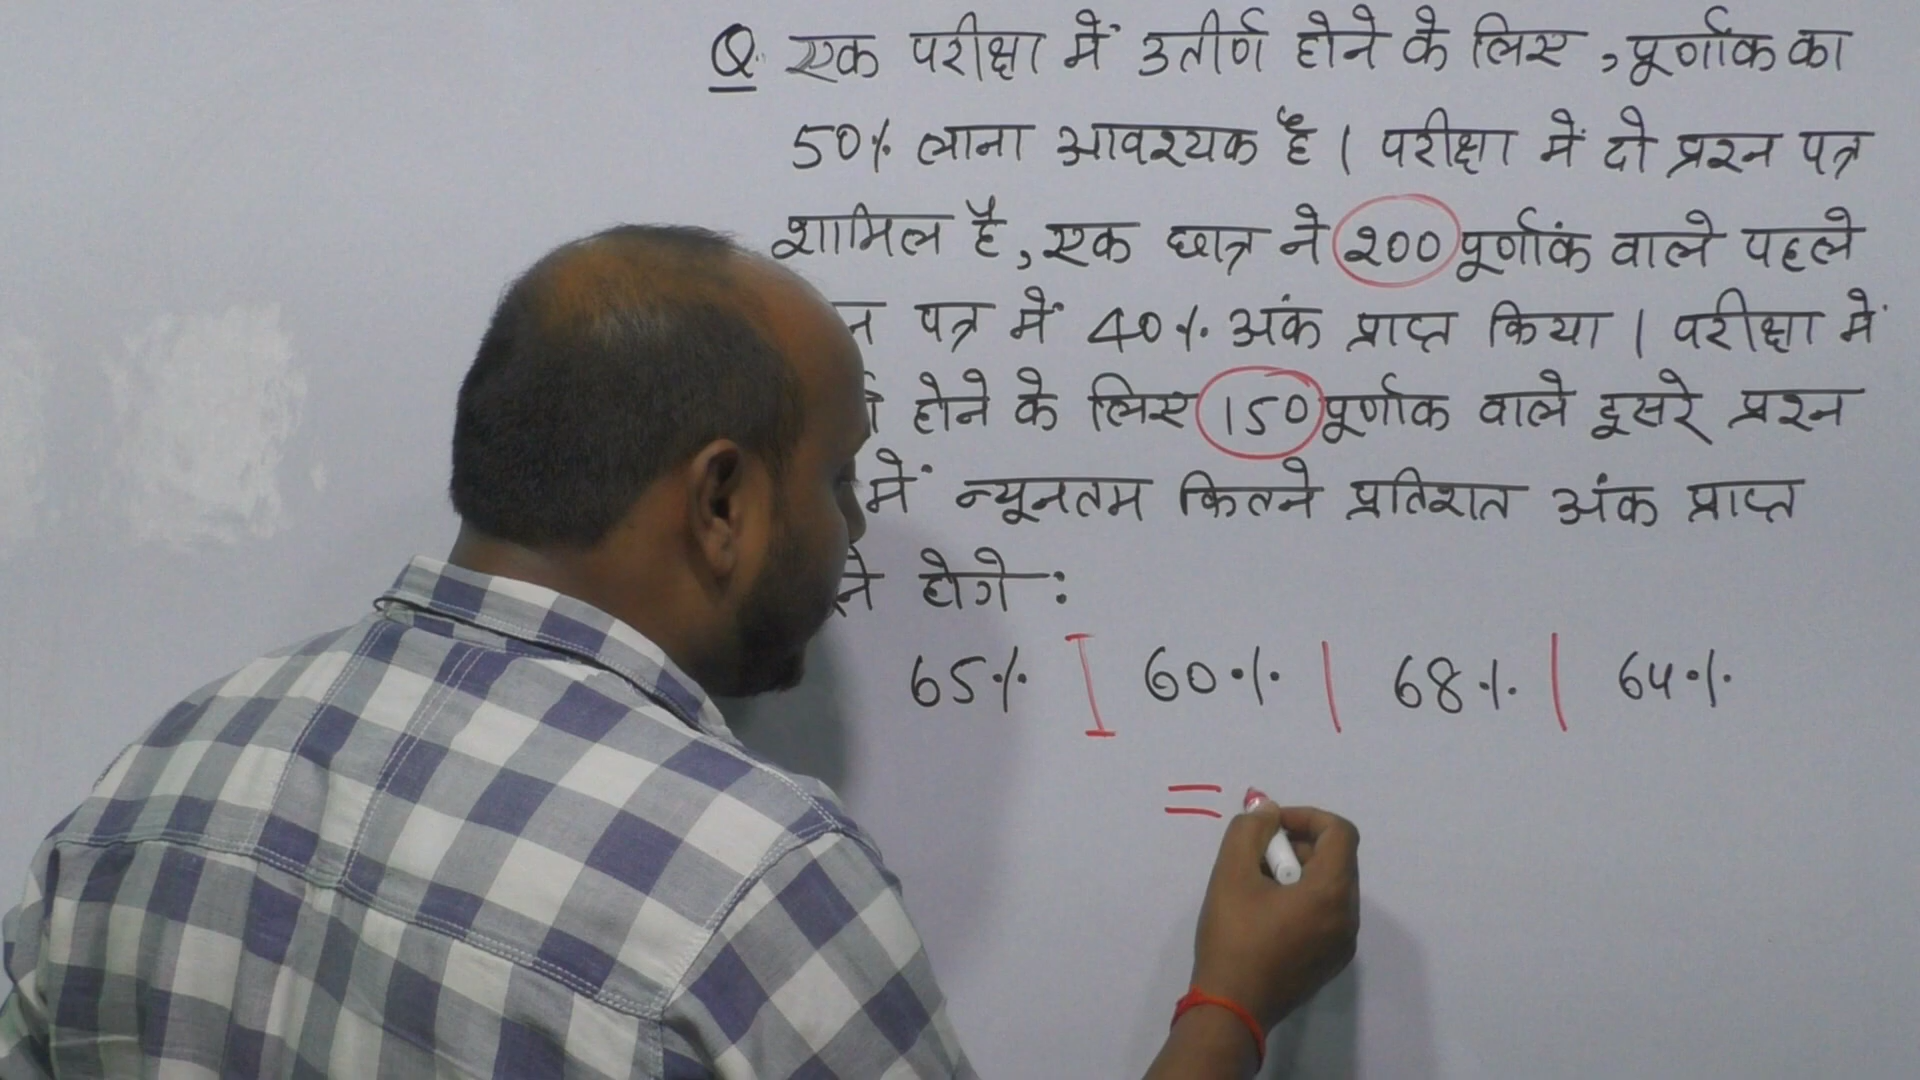 Q. एक परीक्षा में उतीर्ण होने के लिए, पूर्णांक का
50% लाना आवश्यक है। परीक्षा में दो प्रश्न पत्र
शामिल है, एक छात्र ने 200 पूर्णांक वाले पहले
पत्र में 40% अंक प्राप्त किया। परीक्षा में
होने के लिए 150 पूर्णांक वाले दूसरे प्रश्न
में न्यूनतम कितने प्रतिशत अंक प्राप्त
होगे :
65% | 60% | 68% | 64%
=